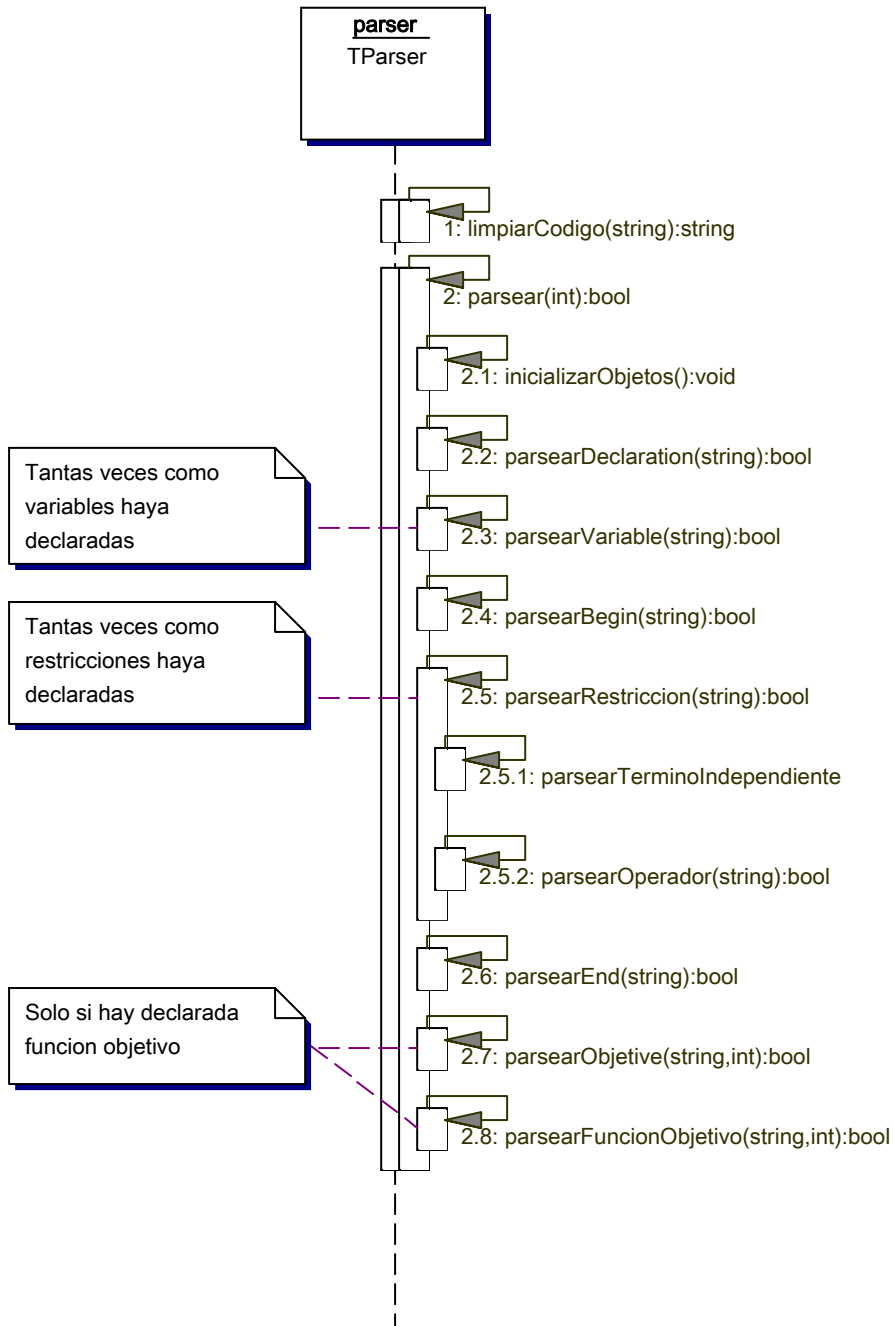 parser
TParser
1: limpiarCodigo(string):string
2: parsear(int):bool
2.1: inicializarObjetos():void
2.2: parsearDeclaration(string):bool
Tantas veces como
variables haya
declaradas
2.3: parsearVariable(string):bool
2.4: parsearBegin(string):bool
Tantas veces como
restricciones haya
declaradas
2.5: parsearRestriccion(string):bool
2.5.1: parsearTerminoIndependiente
2.5.2: parsearOperador(string):bool
2.6: parsearEnd(string):bool
Solo si hay declarada
funcion objetivo
2.7: parsearObjetive(string,int):bool
2.8: parsearFuncionObjetivo(string,int):bool